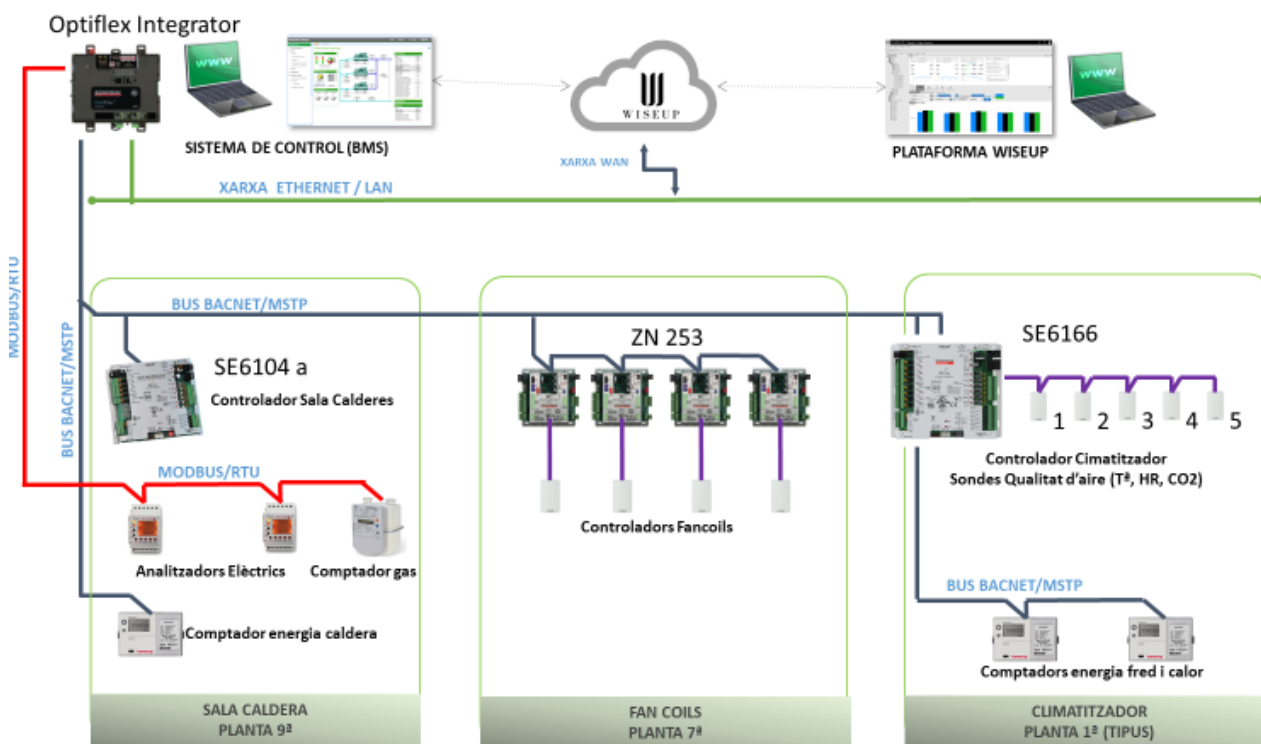 Optiflex Integrator
www
WISEUP
www
SISTEMA DE CONTROL (BMS)
PLATAFORMA WISEUP
XARXA WAN
XARXA ETHERNET / LAN
MODBUS/RTU
BUS BACNET/MSTP
BUS BACNET/MSTP
SE6104 a
Controlador Sala Calderes
MODBUS/RTU
Analitzadors Elèctrics
Comptador gas
Comptador energia caldera
SALA CALDERA
PLANTA 9ª
ZN 253
Controladors Fancoils
FAN COILS
PLANTA 7ª
SE6166
1 2 3 4 5
Controlador Cimatitzador
Sondes Qualitat d'aire (Tª, HR, CO2)
BUS BACNET/MSTP
Comptadors energia fred i calor
CLIMATITZADOR
PLANTA 1ª (TIPUS)